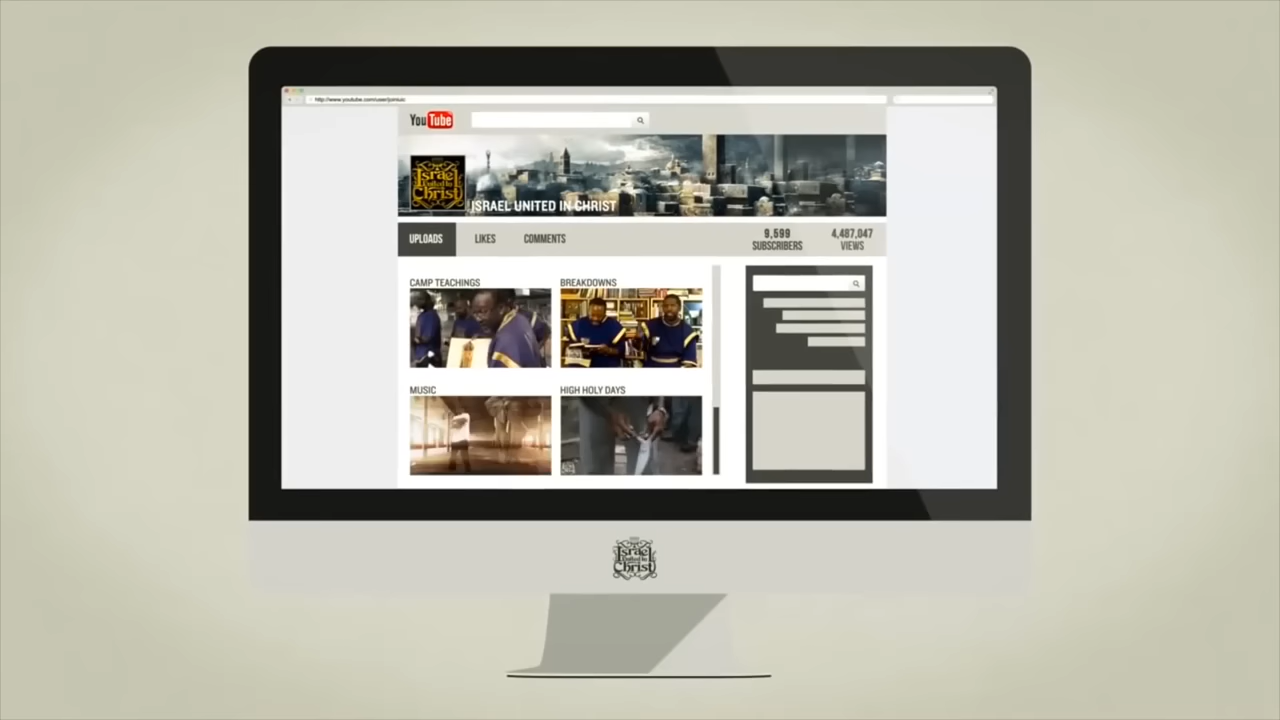 http://www.youtube.com/user/joiniuic
YouTube
Israel
United In
Christ
ISRAEL UNITED IN CHRIST
UPLOADS
LIKES
COMMENTS
9,599
SUBSCRIBERS
4,487,047
VIEWS
CAMP TEACHINGS
BREAKDOWNS
MUSIC
HIGH HOLY DAYS
Israel
United In
Christ